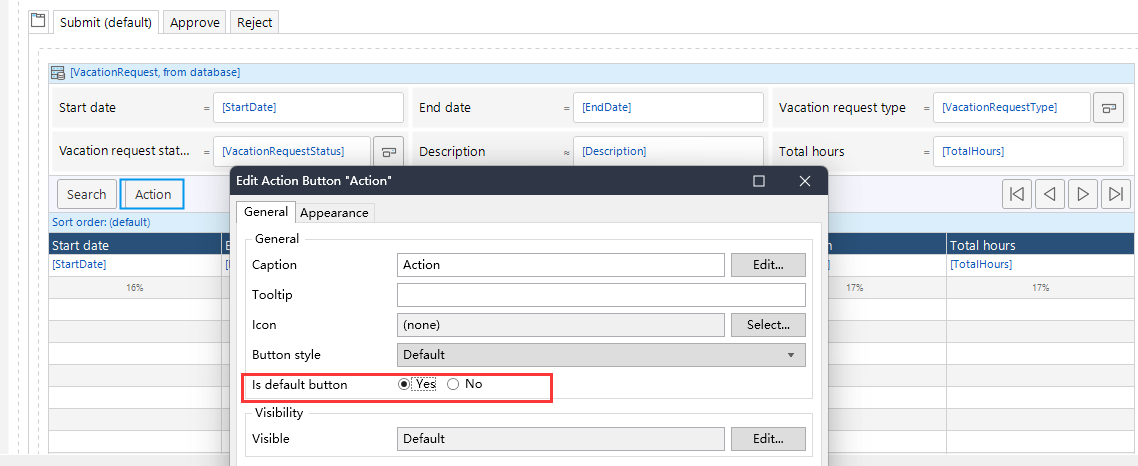 Submit (default) Approve Reject
[VacationRequest, from database]
Start date = [StartDate] End date = [EndDate] Vacation request type = [VacationRequestType]
Vacation request stat... = [VacationRequestStatus] Description ≈ [Description] Total hours = [TotalHours]
Search Action
Edit Action Button "Action"
Sort order: (default)
General Appearance
Start date Total hours
[StartDate] [TotalHours]
16% 17% 17%
General
Caption Action Edit...
Tooltip
Icon (none) Select...
Button style Default
Is default button Yes No
Visibility
Visible Default Edit...